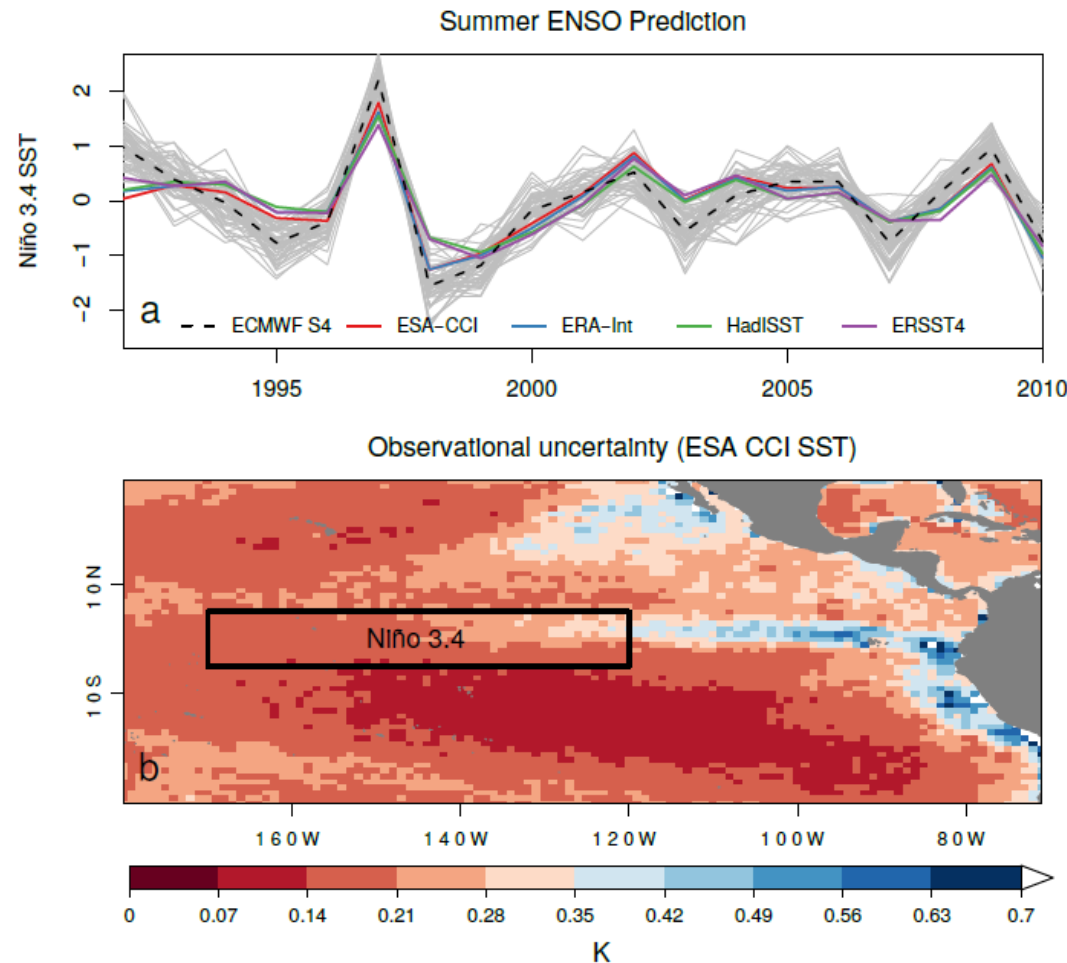 Summer ENSO Prediction
Niño 3.4 SST
2
1
0
−1
−2
a
ECMWF S4 ESA−CCI ERA−Int HadISST ERSST4
1995 2000 2005 2010
Observational uncertainty (ESA CCI SST)
10N
10S
Niño 3.4
b
160W 140W 120W 100W 80W
0 0.07 0.14 0.21 0.28 0.35 0.42 0.49 0.56 0.63 0.7
K